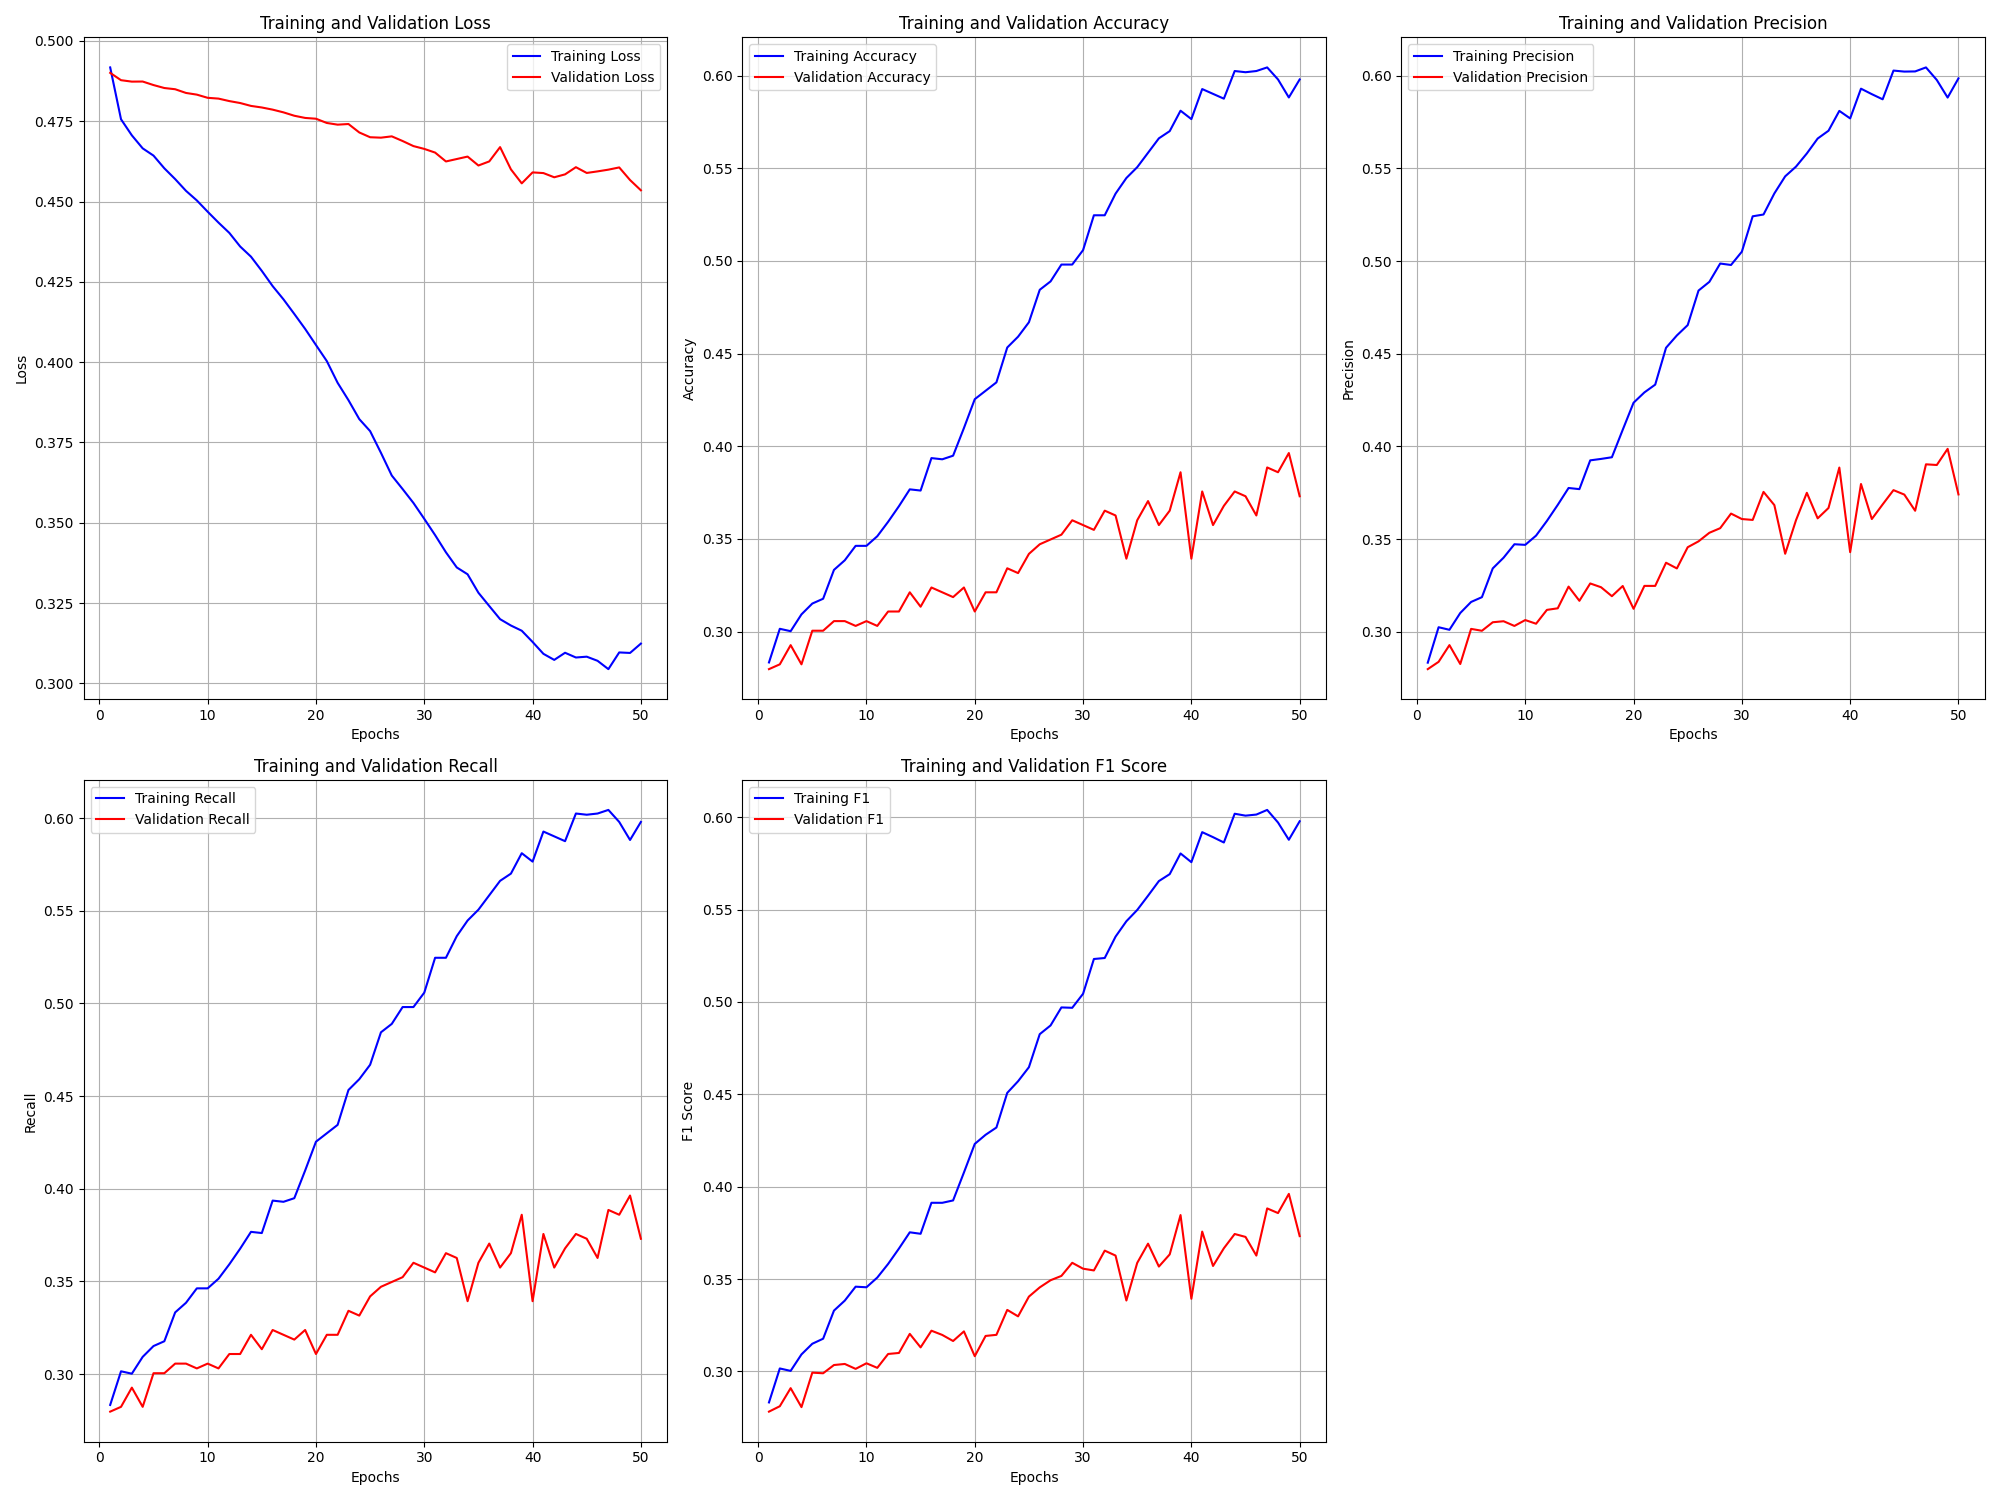 Training and Validation Loss
Training Loss
Validation Loss
0.500
0.475
0.450
0.425
0.400
0.375
0.350
0.325
0.300
Loss
0 10 20 30 40 50
Epochs
Training and Validation Accuracy
Training Accuracy
Validation Accuracy
0.60
0.55
0.50
0.45
0.40
0.35
0.30
Accuracy
0 10 20 30 40 50
Epochs
Training and Validation Precision
Training Precision
Validation Precision
0.60
0.55
0.50
0.45
0.40
0.35
0.30
Precision
0 10 20 30 40 50
Epochs
Training and Validation Recall
Training Recall
Validation Recall
0.60
0.55
0.50
0.45
0.40
0.35
0.30
Recall
0 10 20 30 40 50
Epochs
Training and Validation F1 Score
Training F1
Validation F1
0.60
0.55
0.50
0.45
0.40
0.35
0.30
F1 Score
0 10 20 30 40 50
Epochs